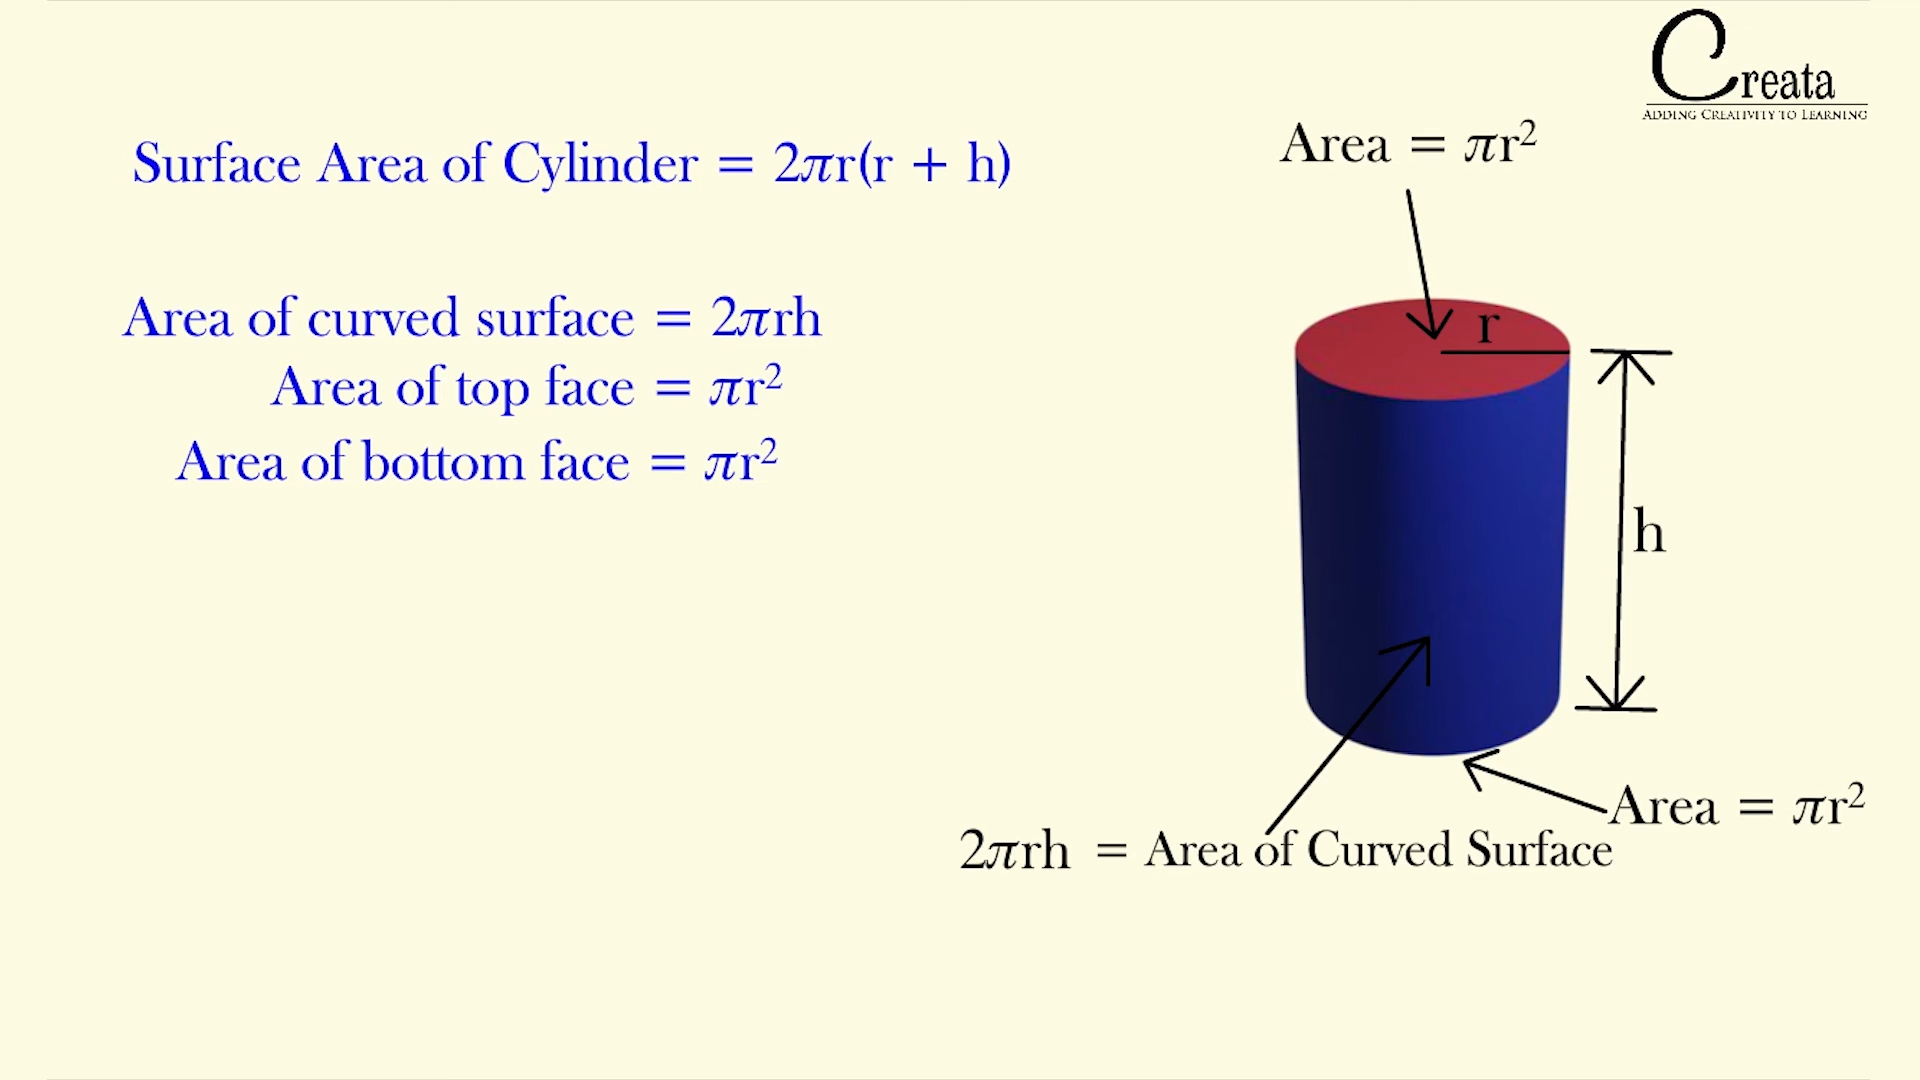 Creata
ADDING CREATIVITY TO LEARNING
Surface Area of Cylinder = 2πr(r + h)
Area of curved surface = 2πrh
Area of top face = πr²
Area of bottom face = πr²
Area = πr²
r
h
Area = πr²
2πrh = Area of Curved Surface